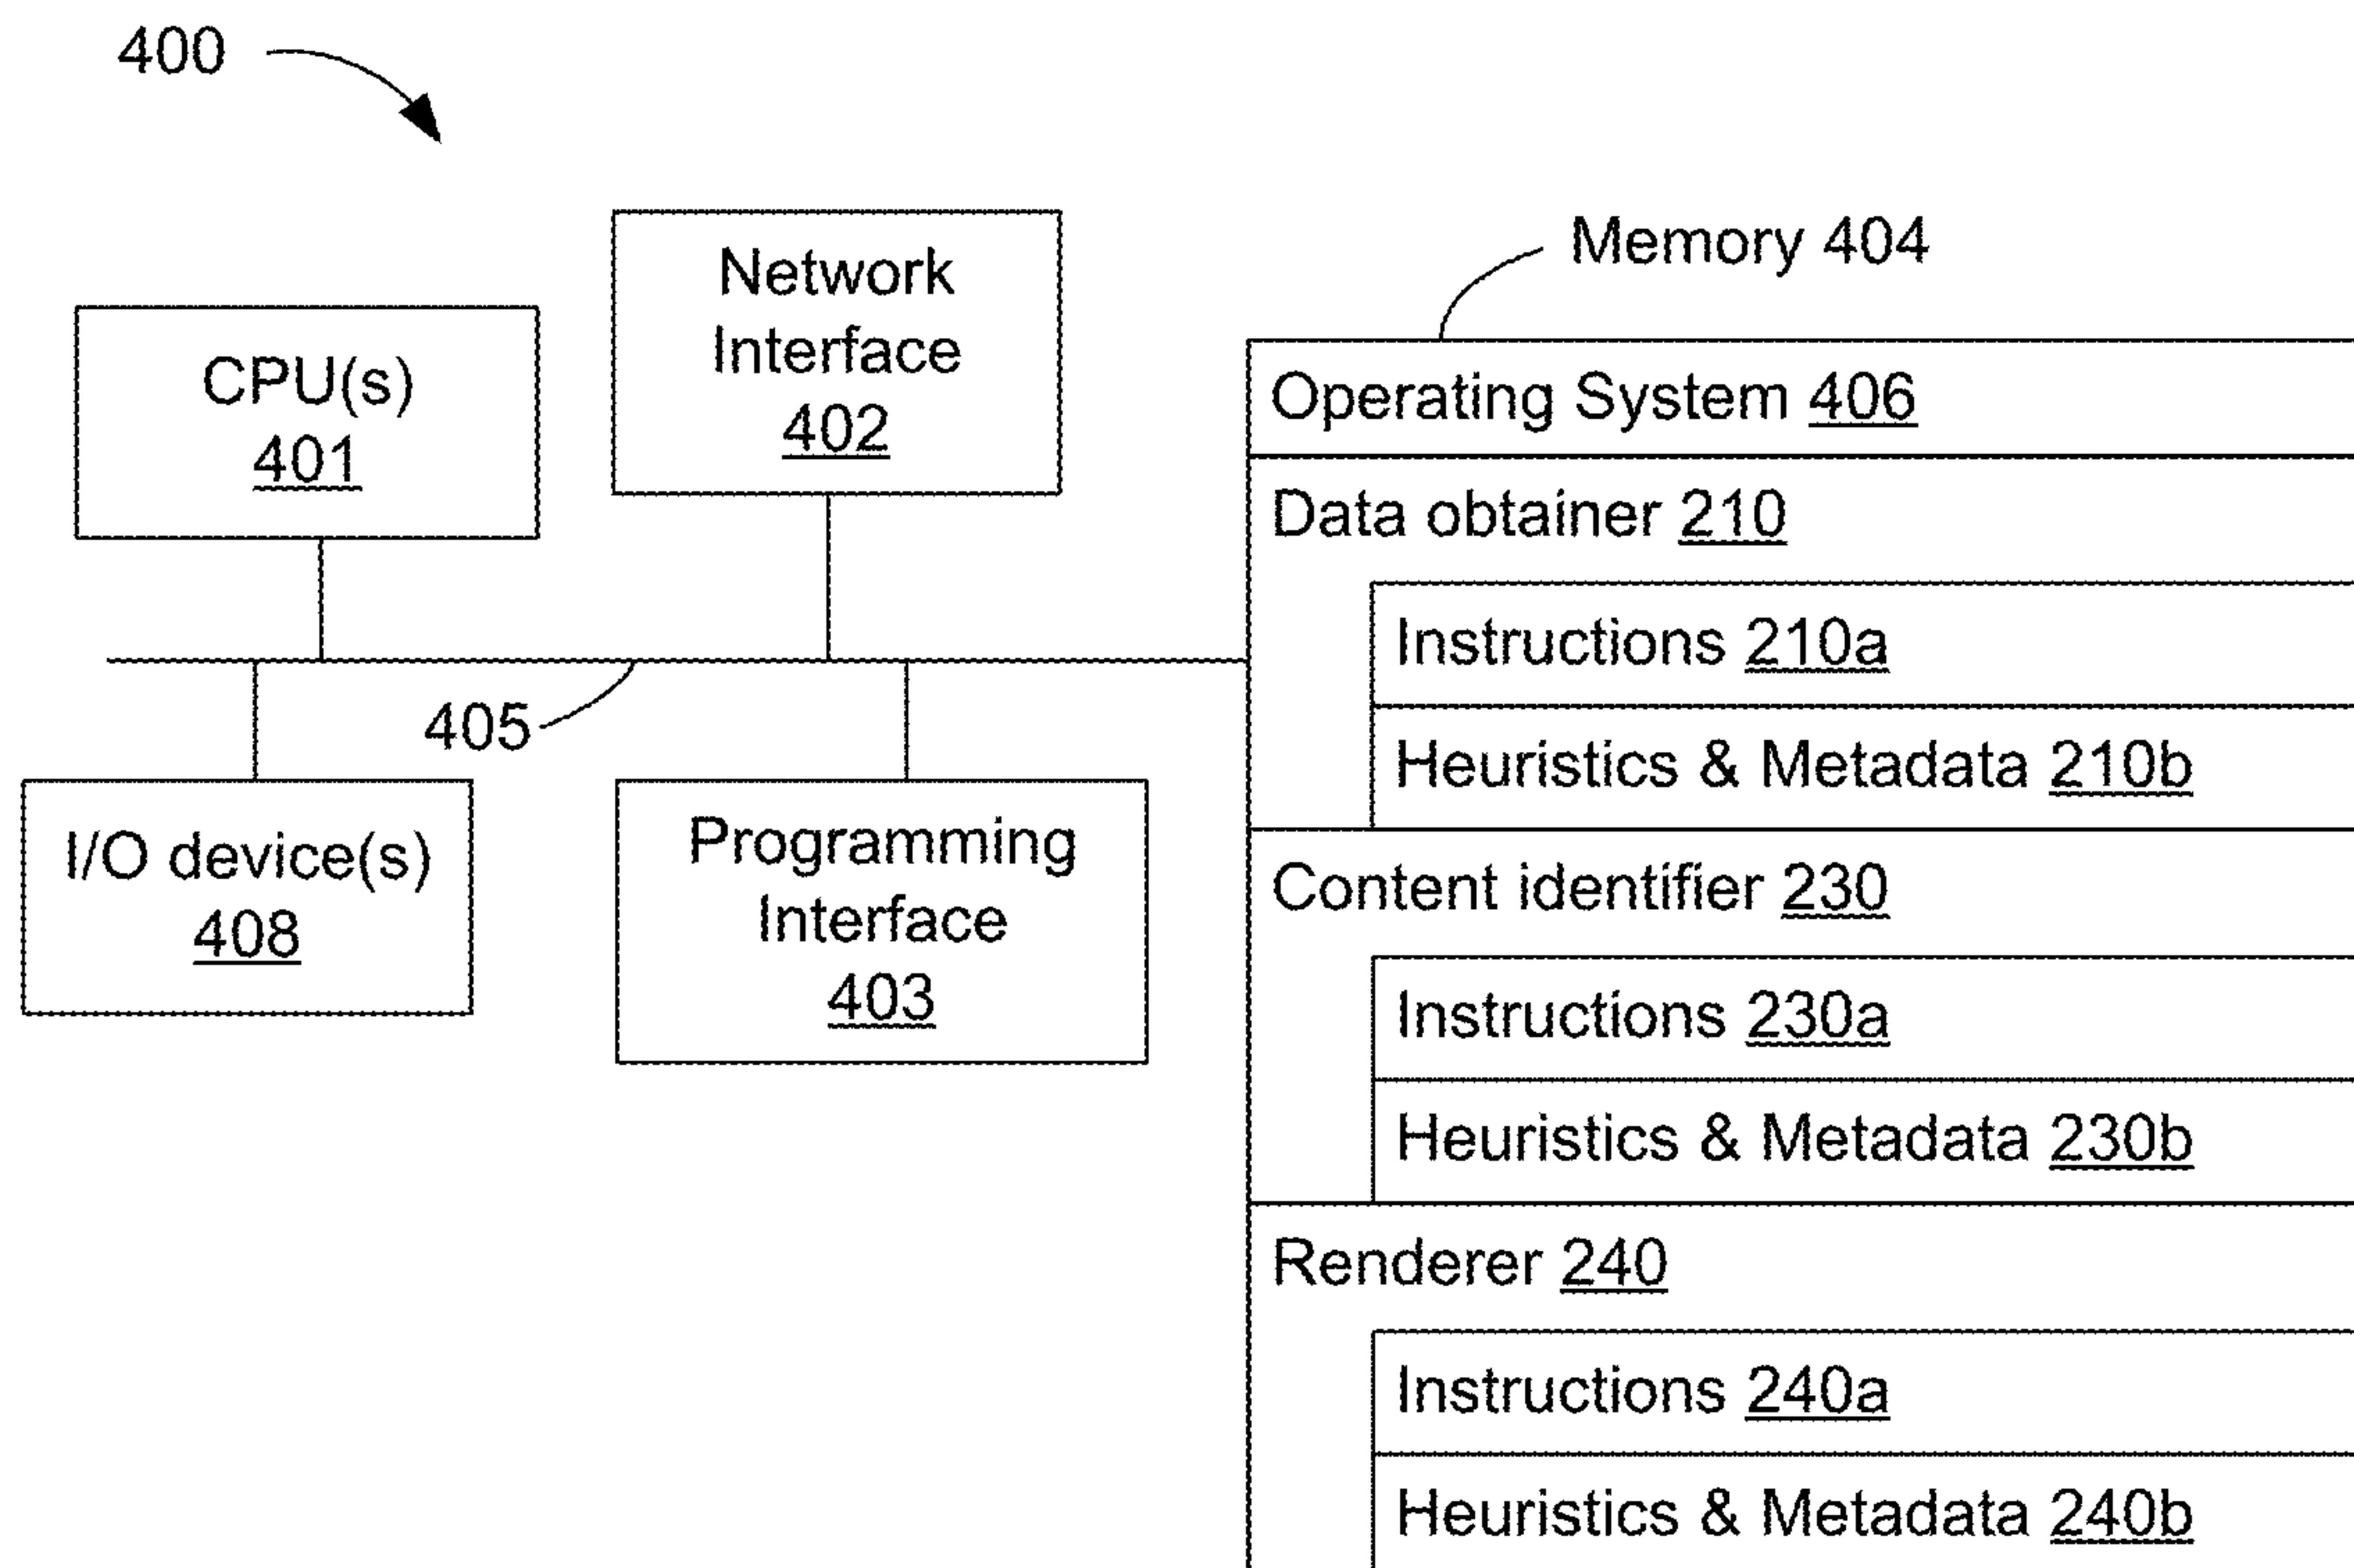 400
CPU(s)
401
Network
Interface
402
405
I/O device(s)
408
Programming
Interface
403
Memory 404
Operating System 406
Data obtainer 210
Instructions 210a
Heuristics & Metadata 210b
Content identifier 230
Instructions 230a
Heuristics & Metadata 230b
Renderer 240
Instructions 240a
Heuristics & Metadata 240b